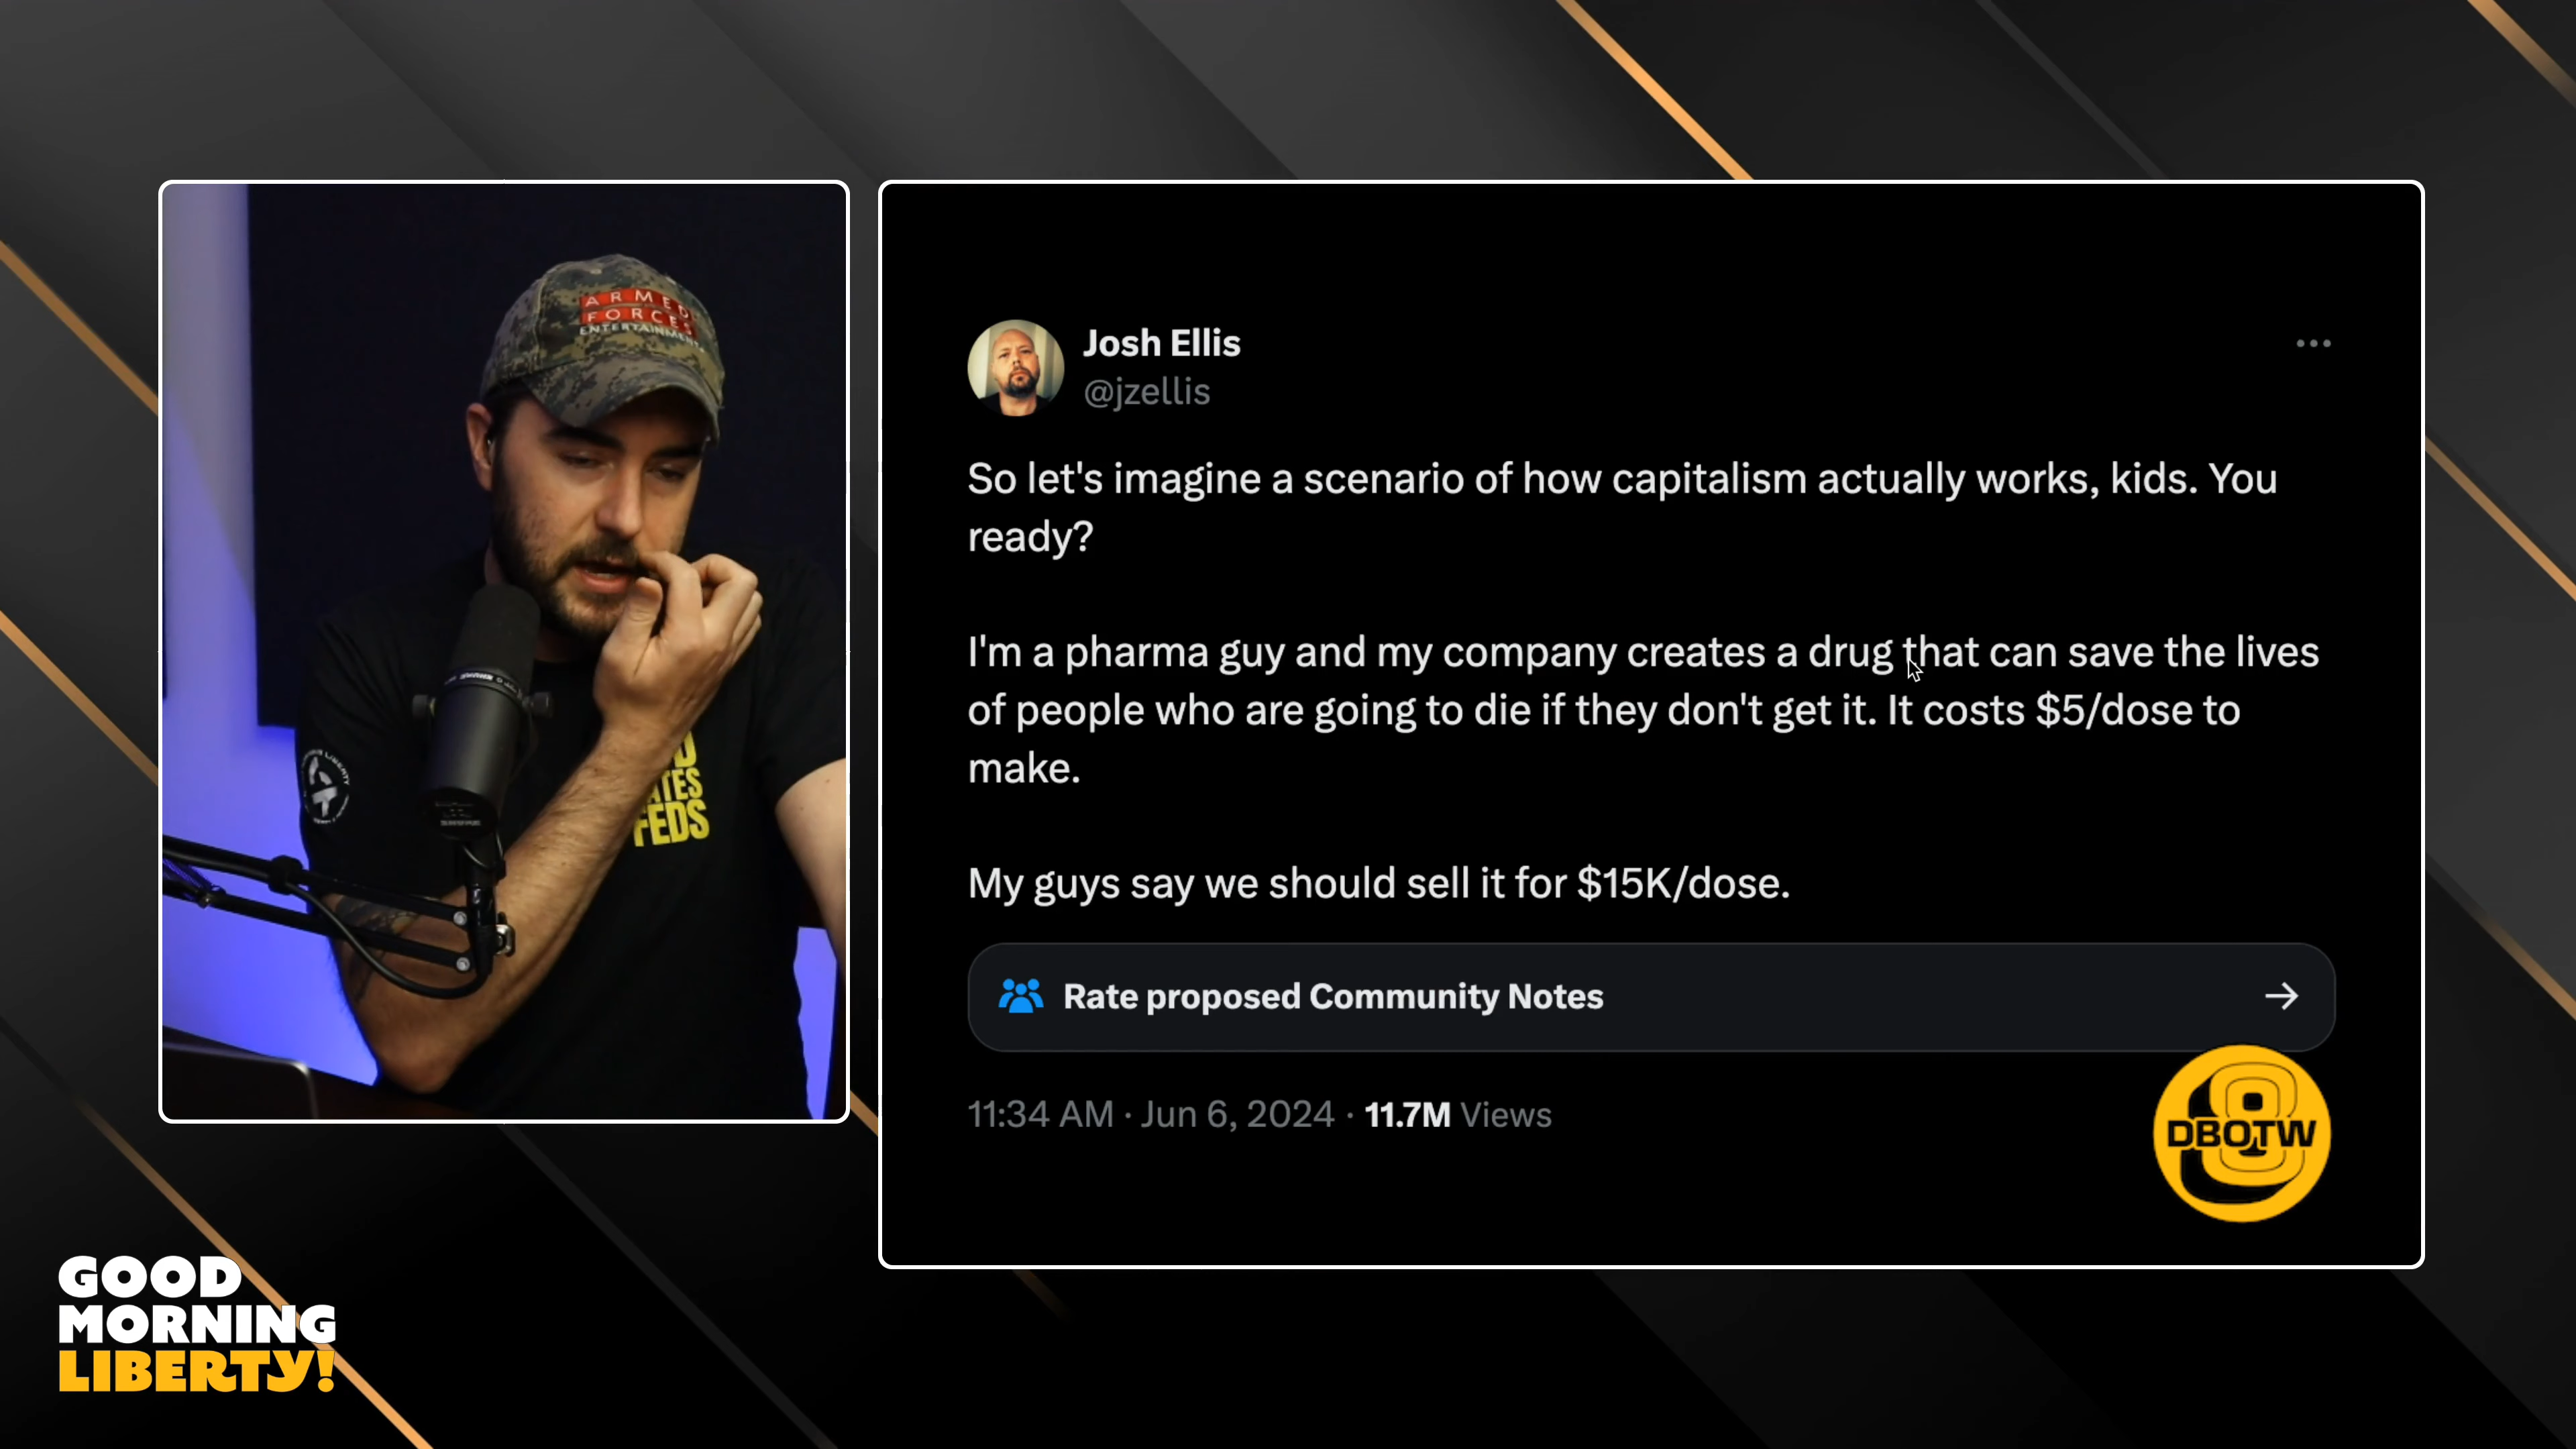 ARMED
FORCES
ENTERTAINMENT
ATES
FEDS
Josh Ellis
@jzellis
So let's imagine a scenario of how capitalism actually works, kids. You
ready?
I'm a pharma guy and my company creates a drug that can save the lives
of people who are going to die if they don't get it. It costs $5/dose to
make.
My guys say we should sell it for $15K/dose.
Rate proposed Community Notes
11:34 AM · Jun 6, 2024 · 11.7M Views
8
DBOTW
GOOD
MORNING
LIBERTY!